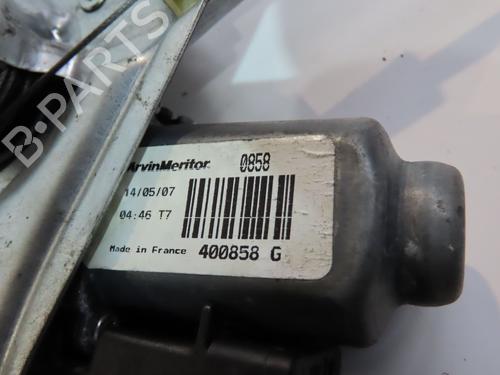 B-PARTS
ArvinMeritor 0858
14/05/07
04:46 T7
Made in France 400858 G